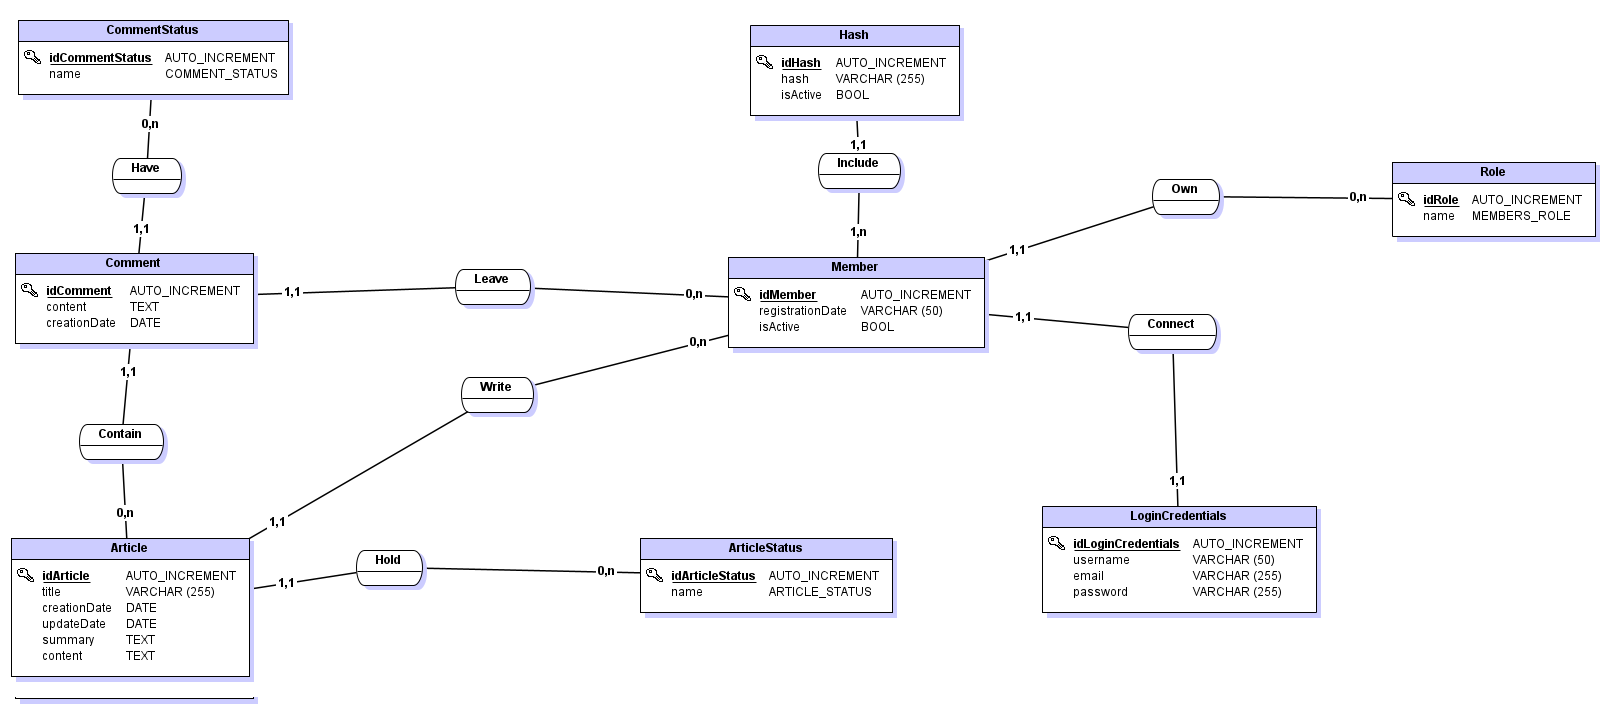 CommentStatus
idCommentStatus AUTO_INCREMENT
name COMMENT_STATUS
0,n
Have
1,1
Comment
idComment AUTO_INCREMENT
content TEXT
creationDate DATE
1,1
Contain
0,n
Article
idArticle AUTO_INCREMENT
title VARCHAR (255)
creationDate DATE
updateDate DATE
summary TEXT
content TEXT
1,1
Leave
0,n
1,1
Write
0,n
1,1
Hold
0,n
ArticleStatus
idArticleStatus AUTO_INCREMENT
name ARTICLE_STATUS
Hash
idHash AUTO_INCREMENT
hash VARCHAR (255)
isActive BOOL
1,1
Include
1,n
Member
idMember AUTO_INCREMENT
registrationDate VARCHAR (50)
isActive BOOL
1,1
Own
0,n
Role
idRole AUTO_INCREMENT
name MEMBERS_ROLE
1,1
Connect
1,1
LoginCredentials
idLoginCredentials AUTO_INCREMENT
username VARCHAR (50)
email VARCHAR (255)
password VARCHAR (255)